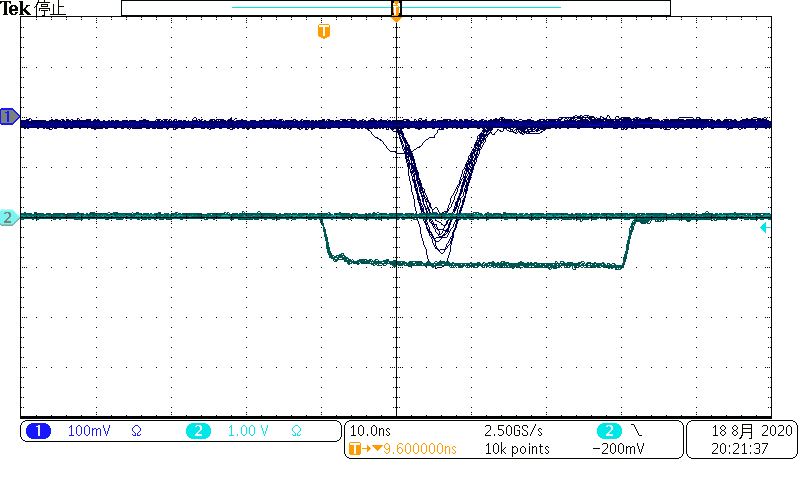 Tek 停止
T
T
1
2
1 100mV Ω 2 1.00 V Ω
10.0ns 2.50GS/s 2 -200mV
T→▼9.600000ns 10k points
18 8月 2020
20:21:37